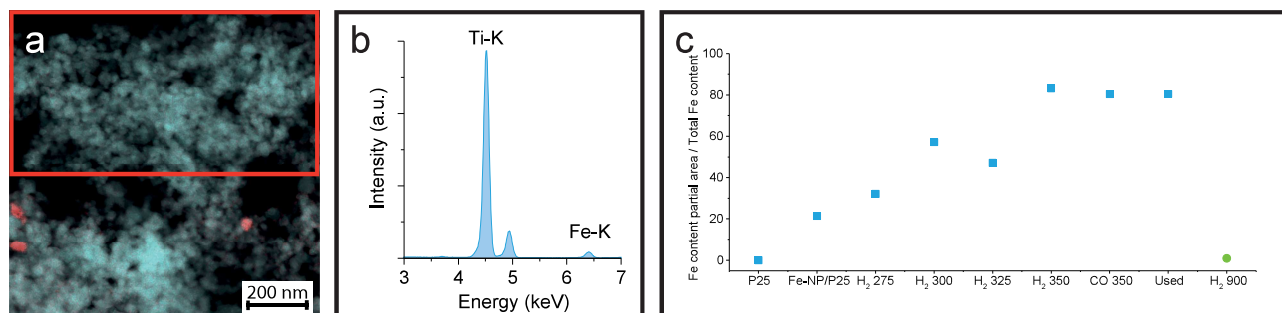 a
200 nm
b
Ti-K
Fe-K
Intensity (a.u.)
3 4 5 6 7
Energy (keV)
c
Fe content partial area / Total Fe content
100
80
60
40
20
0
P25 Fe-NP/P25 H₂ 275 H₂ 300 H₂ 325 H₂ 350 CO 350 Used H₂ 900